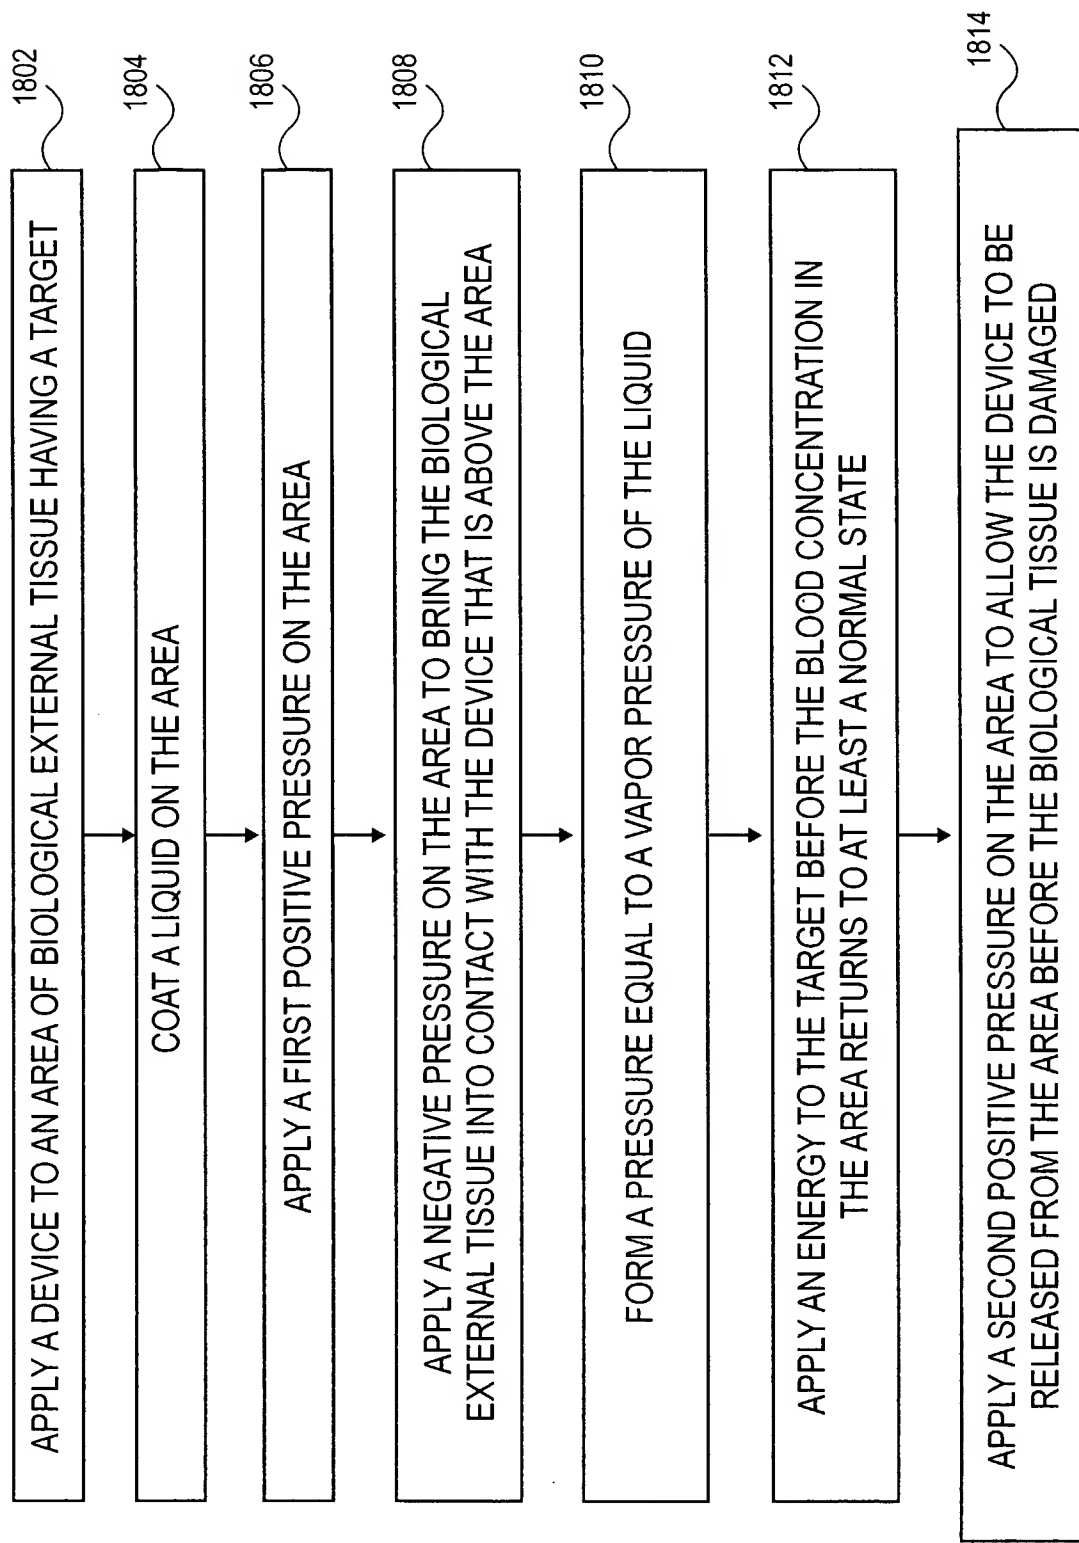 1802
APPLY A DEVICE TO AN AREA OF BIOLOGICAL EXTERNAL TISSUE HAVING A TARGET
1804
COAT A LIQUID ON THE AREA
1806
APPLY A FIRST POSITIVE PRESSURE ON THE AREA
1808
APPLY A NEGATIVE PRESSURE ON THE AREA TO BRING THE BIOLOGICAL
EXTERNAL TISSUE INTO CONTACT WITH THE DEVICE THAT IS ABOVE THE AREA
1810
FORM A PRESSURE EQUAL TO A VAPOR PRESSURE OF THE LIQUID
1812
APPLY AN ENERGY TO THE TARGET BEFORE THE BLOOD CONCENTRATION IN
THE AREA RETURNS TO AT LEAST A NORMAL STATE
1814
APPLY A SECOND POSITIVE PRESSURE ON THE AREA TO ALLOW THE DEVICE TO BE
RELEASED FROM THE AREA BEFORE THE BIOLOGICAL TISSUE IS DAMAGED